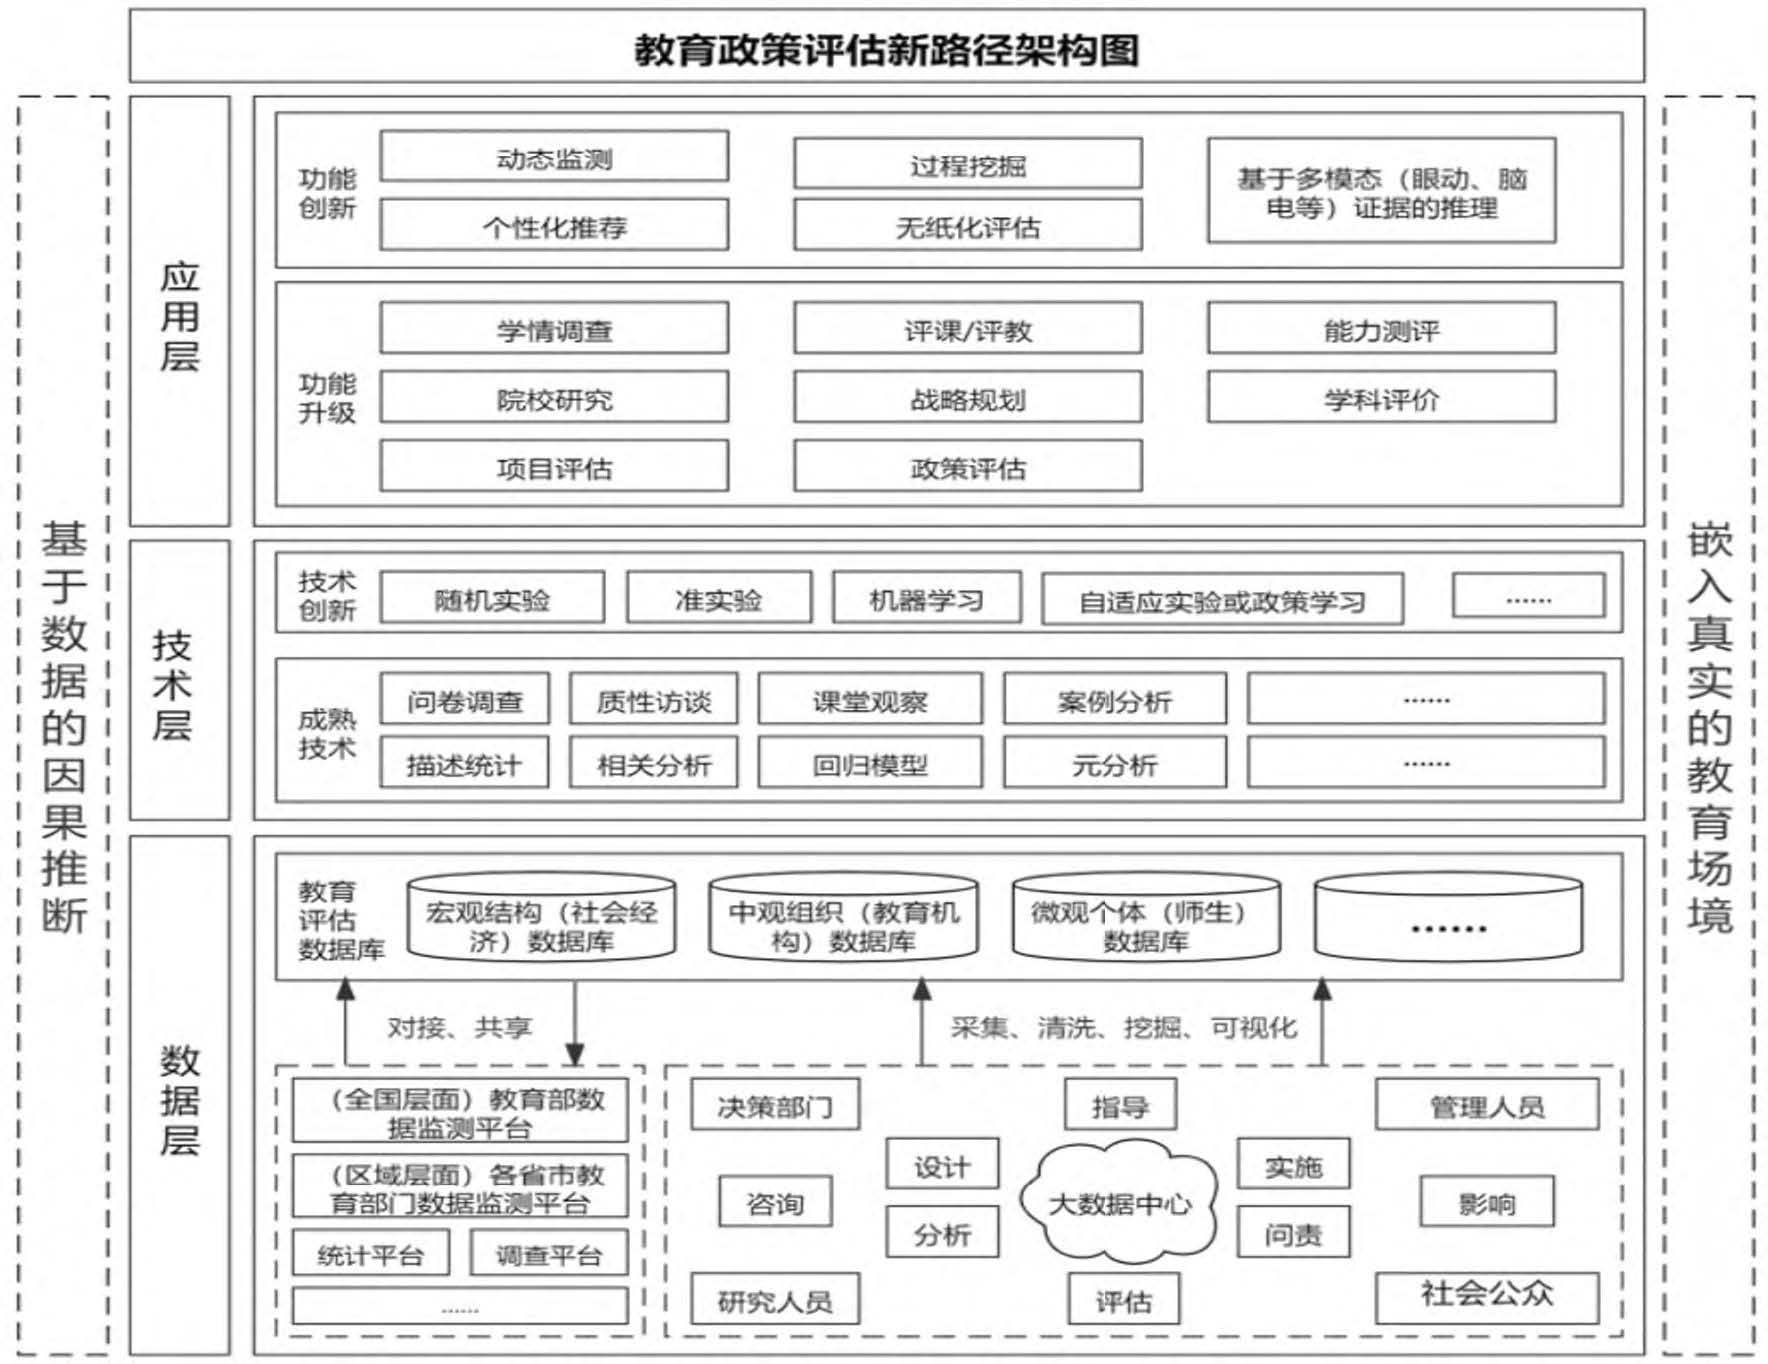 教育政策评估新路径架构图
基于数据的因果推断
应用层
功能
创新
动态监测
过程挖掘
基于多模态（眼动、脑
电等）证据的推理
个性化推荐
无纸化评估
功能
升级
学情调查
评课/评教
能力测评
院校研究
战略规划
学科评价
项目评估
政策评估
技术层
技术
创新
随机实验
准实验
机器学习
自适应实验或政策学习
……
成熟
技术
问卷调查
质性访谈
课堂观察
案例分析
……
描述统计
相关分析
回归模型
元分析
……
数据层
教育
评估
数据库
宏观结构（社会经
济）数据库
中观组织（教育机
构）数据库
微观个体（师生）
数据库
……
对接、共享
采集、清洗、挖掘、可视化
（全国层面）教育部数
据监测平台
（区域层面）各省市教
育部门数据监测平台
统计平台
调查平台
……
决策部门
指导
管理人员
设计
实施
咨询
大数据中心
影响
分析
问责
研究人员
评估
社会公众
嵌入真实的教育场境